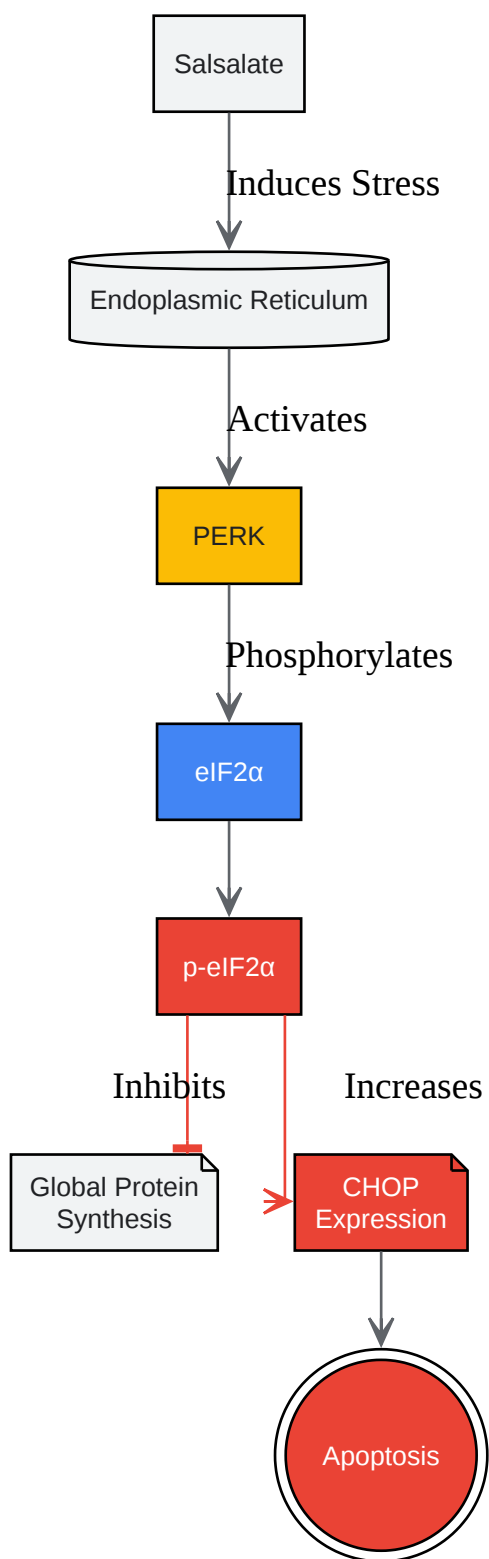 Salsalate
Induces Stress
Endoplasmic Reticulum
Activates
PERK
Phosphorylates
eIF2α
p-eIF2α
Inhibits
Increases
Global Protein
Synthesis
CHOP
Expression
Apoptosis